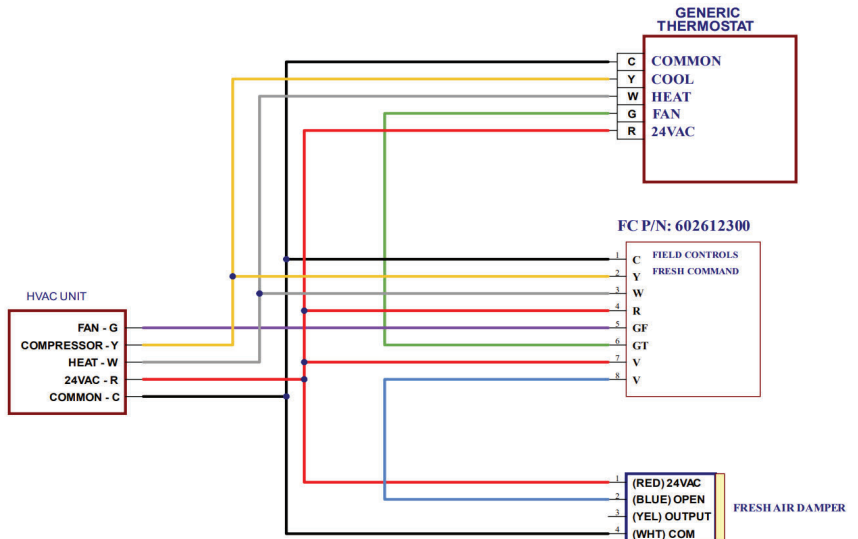 GENERIC
THERMOSTAT
C COMMON
Y COOL
W HEAT
G FAN
R 24VAC
FC P/N: 602612300
FIELD CONTROLS
FRESH COMMAND
1 C
2 Y
3 W
4 R
5 GF
6 GT
7 V
8 V
HVAC UNIT
FAN - G
COMPRESSOR - Y
HEAT - W
24VAC - R
COMMON - C
1 (RED) 24VAC
2 (BLUE) OPEN
3 (YEL) OUTPUT
4 (WHT) COM
FRESH AIR DAMPER